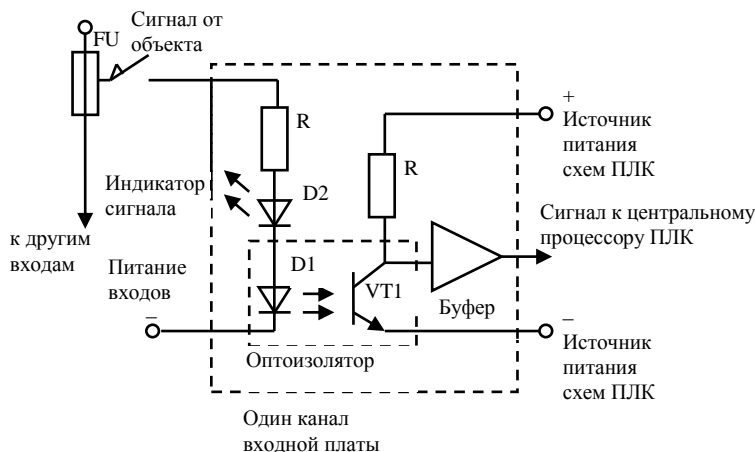 Сигнал от
объекта
FU
R
+
Источник
питания
схем ПЛК
R
Индикатор
сигнала
D2
Сигнал к центральному
процессору ПЛК
к другим
входам
Питание
входов
–
D1
VT1
Буфер
–
Оптоизолятор
Источник
питания
схем ПЛК
Один канал
входной платы